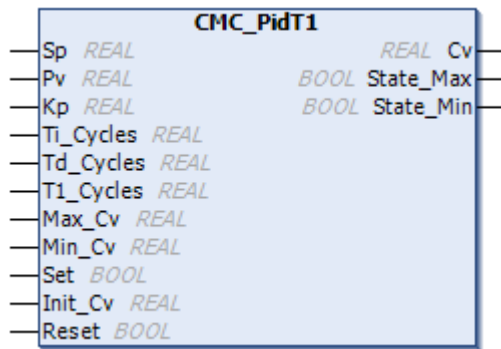 CMC_PidT1
Sp REAL REAL Cv
Pv REAL BOOL State_Max
Kp REAL BOOL State_Min
Ti_Cycles REAL
Td_Cycles REAL
T1_Cycles REAL
Max_Cv REAL
Min_Cv REAL
Set BOOL
Init_Cv REAL
Reset BOOL